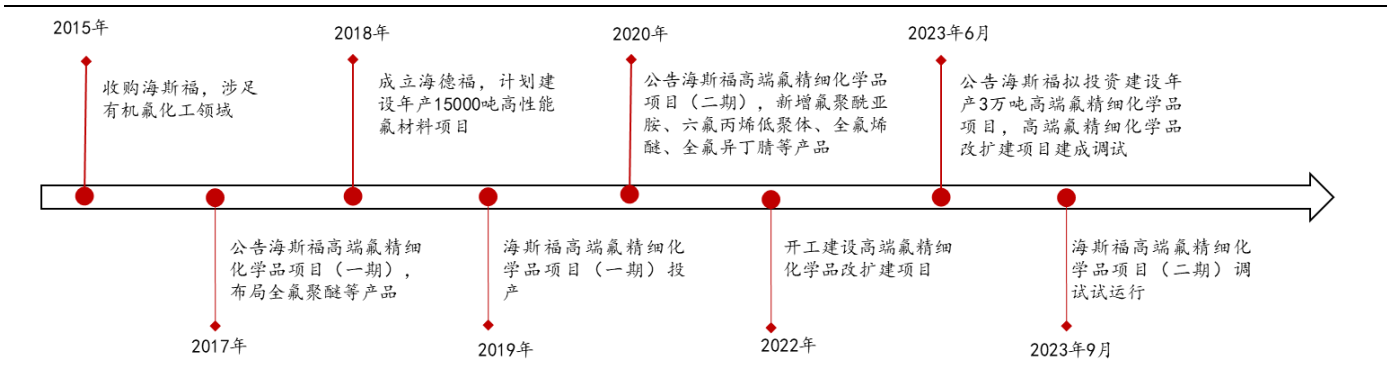 2015年
收购海斯福，涉足
有机氟化工领域
2017年
公告海斯福高端氟精细
化学品项目（一期），
布局全氟聚醚等产品
2018年
成立海德福，计划建
设年产15000吨高性能
氟材料项目
2019年
海斯福高端氟精细化
学品项目（一期）投
产
2020年
公告海斯福高端氟精细化学品
项目（二期），新增氟聚酰亚
胺、六氟丙烯低聚体、全氟烯
醚、全氟异丁腈等产品
2022年
开工建设高端氟精细
化学品改扩建项目
2023年6月
公告海斯福拟投资建设年
产3万吨高端氟精细化学品
项目，高端氟精细化学品
改扩建项目建成调试
2023年9月
海斯福高端氟精细化
学品项目（二期）调
试试运行